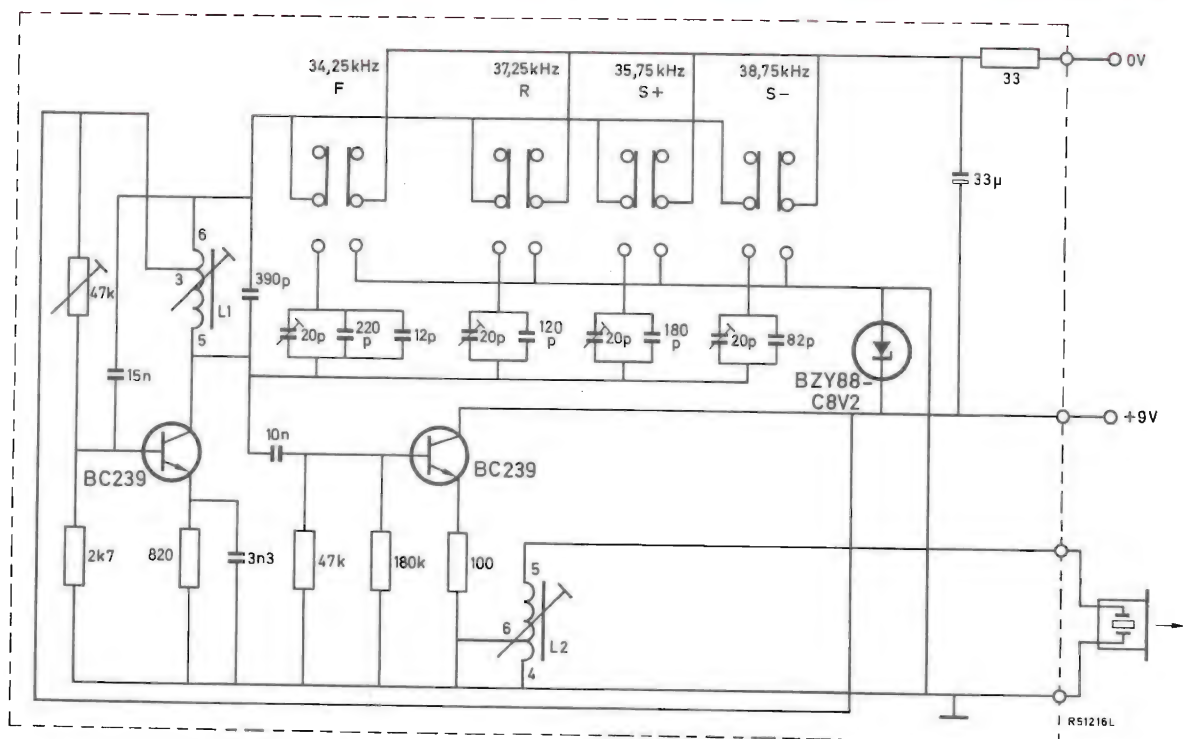 34,25kHz
F
37,25kHz
R
35,75kHz
S+
38,75kHz
S-
33
0V
33µ
6
3
L1
5
47k
390p
15n
20p
220
p
12p
20p
120
p
20p
180
p
20p
82p
BZY88-
C8V2
+9V
10n
BC239
BC239
2k7
820
3n3
47k
180k
100
5
6
L2
4
RS1216L